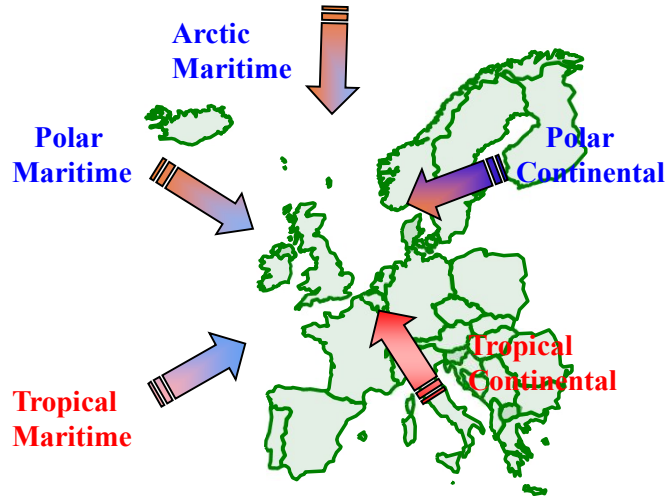 Arctic
Maritime
Polar
Maritime
Polar
Continental
Tropical
Continental
Tropical
Maritime